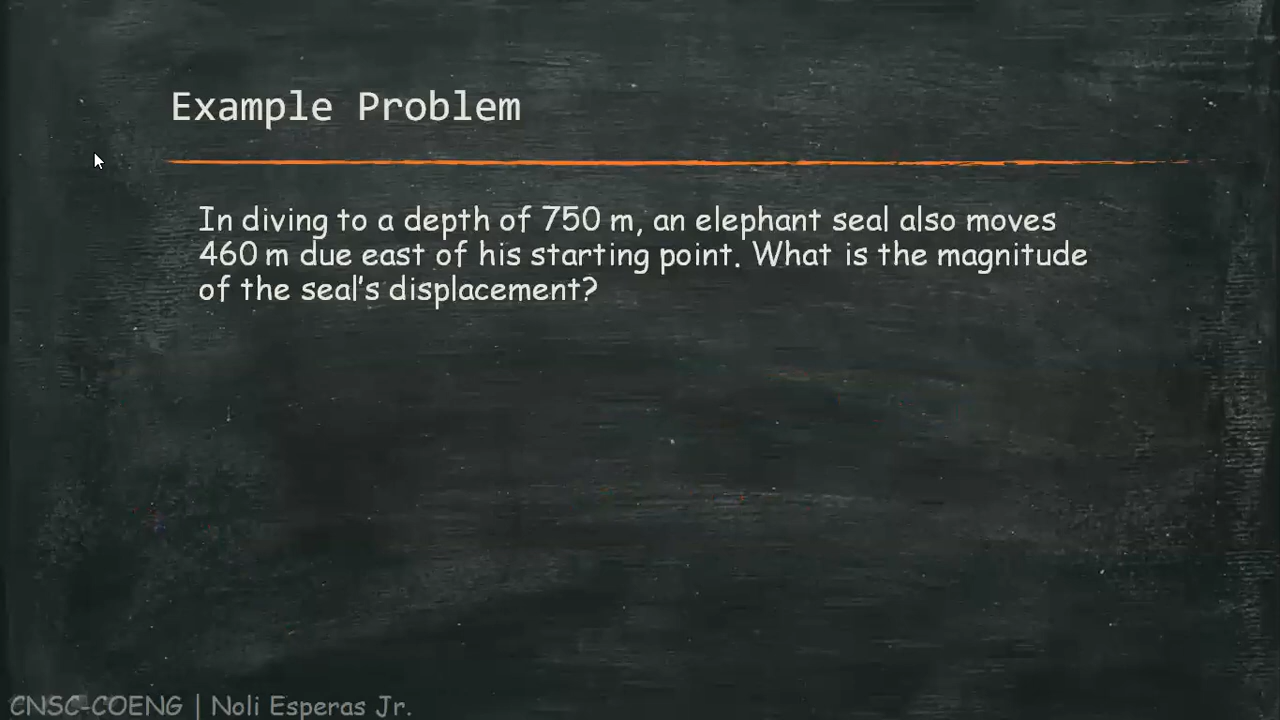 Example Problem
In diving to a depth of 750 m, an elephant seal also moves
460 m due east of his starting point. What is the magnitude
of the seal's displacement?
CNSC-COENG | Noli Esperas Jr.